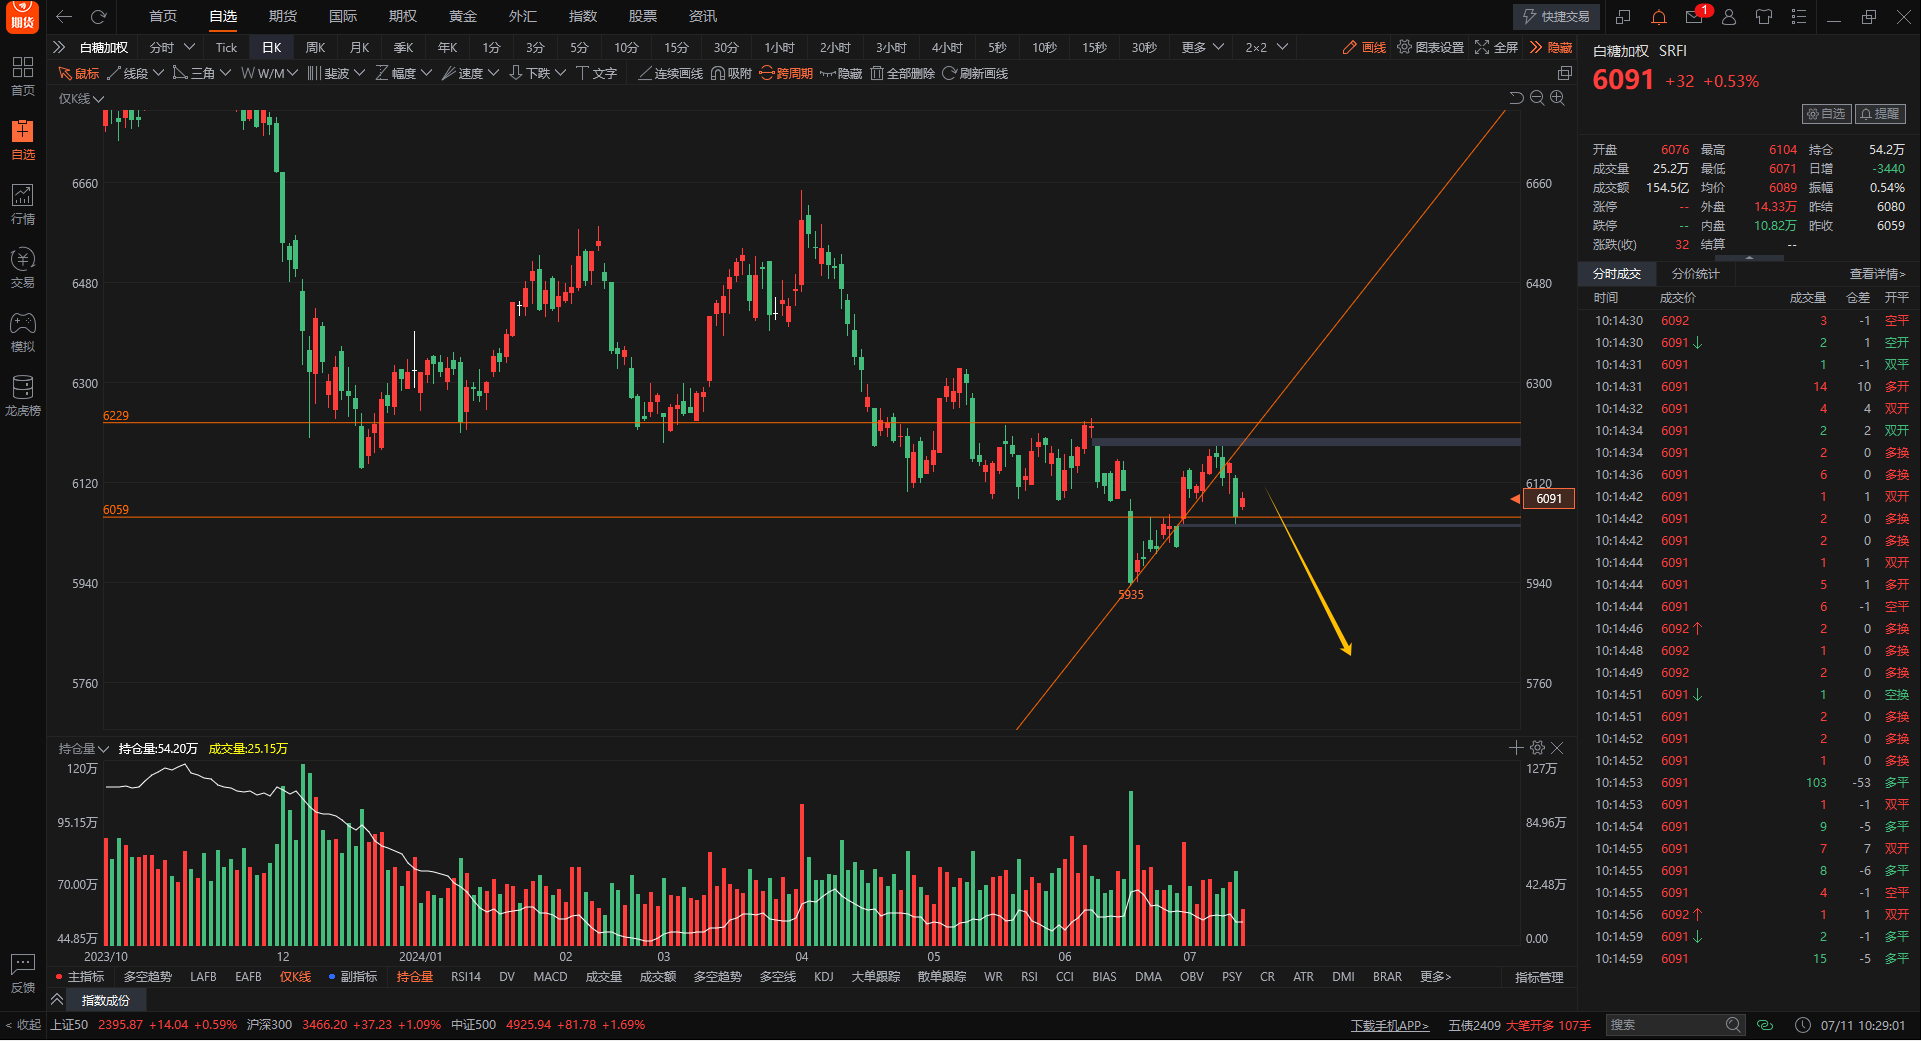 期货
首页 自选 期货 国际 期权 黄金 外汇 指数 股票 资讯
快捷交易 1
白糖加权 分时 Tick 日K 周K 月K 季K 年K 1分 3分 5分 10分 15分 30分 1小时 2小时 3小时 4小时 5秒 10秒 15秒 30秒 更多 2×2 画线 图表设置 全屏 隐藏
鼠标 线段 三角 W/M 斐波 幅度 速度 下跌 文字 连续画线 吸附 跨周期 隐藏 全部删除 刷新画线
首页
自选
行情
交易
模拟
龙虎榜
反馈
< 收起
仅K线
6660 6660
6480 6480
6300 6300
6229
6120 6120
6091
6059
5940 5940
5935
5760 5760
持仓量 持仓量:54.20万 成交量:25.15万
120万 127万
95.15万 84.96万
70.00万 42.48万
44.85万 0.00
2023/10 12 2024/01 02 03 04 05 06 07
主指标 多空趋势 LAFB EAFB 仅K线 副指标 持仓量 RSI14 DV MACD 成交量 成交额 多空趋势 多空线 KDJ 大单跟踪 散单跟踪 WR RSI CCI BIAS DMA OBV PSY CR ATR DMI BRAR 更多> 指标管理
指数成份
白糖加权 SRFI
6091 +32 +0.53%
自选 提醒
开盘 6076 最高 6104 持仓 54.2万
成交量 25.2万 最低 6071 日增 -3440
成交额 154.5亿 均价 6089 振幅 0.54%
涨停 -- 外盘 14.33万 昨结 6080
跌停 -- 内盘 10.82万 昨收 6059
涨跌(收) 32 结算 --
分时成交 分价统计 查看详情>
时间 成交价 成交量 仓差 开平
10:14:30 6092 3 -1 空平
10:14:30 6091↓ 2 1 空开
10:14:31 6091 1 -1 双平
10:14:31 6091 14 10 多开
10:14:32 6091 4 4 双开
10:14:34 6091 2 2 双开
10:14:34 6091 2 0 多换
10:14:36 6091 6 0 多换
10:14:42 6091 1 1 双开
10:14:42 6091 2 0 多换
10:14:42 6091 2 0 多换
10:14:44 6091 1 1 双开
10:14:44 6091 5 1 多开
10:14:44 6091 6 -1 空平
10:14:46 6092↑ 2 0 多换
10:14:48 6092 1 0 多换
10:14:49 6092 2 0 多换
10:14:51 6091↓ 1 0 空换
10:14:51 6091 2 0 多换
10:14:52 6091 2 0 多换
10:14:52 6091 1 0 多换
10:14:53 6091 103 -53 多平
10:14:53 6091 1 -1 双平
10:14:54 6091 9 -5 多平
10:14:55 6091 7 7 双开
10:14:55 6091 8 -6 多平
10:14:55 6091 4 -1 空平
10:14:56 6092↑ 1 1 双开
10:14:59 6091↓ 2 -1 多平
10:14:59 6091 15 -5 多平
上证50 2395.87 +14.04 +0.59% 沪深300 3466.20 +37.23 +1.09% 中证500 4925.94 +81.78 +1.69% 下载手机APP> 五债2409 大笔开多 107手 搜索 07/11 10:29:01